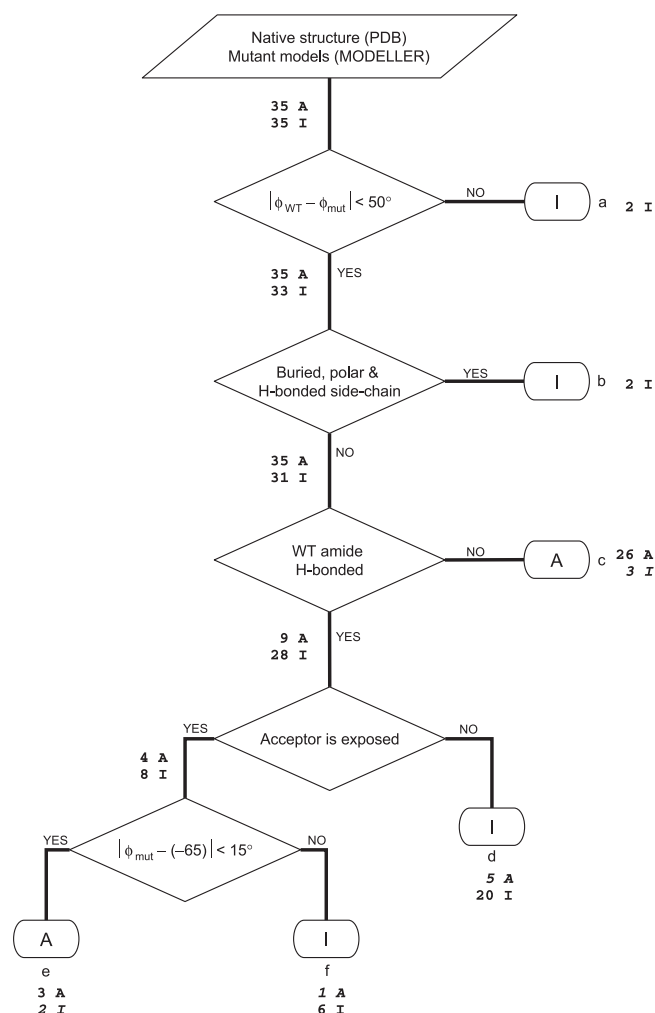 Native structure (PDB)
Mutant models (MODELLER)
35 A
35 I
|ϕWT − ϕmut| < 50°
NO
I
a
2 I
35 A
33 I
YES
Buried, polar &
H-bonded side-chain
YES
I
b
2 I
35 A
31 I
NO
WT amide
H-bonded
NO
A
c
26 A
3 I
9 A
28 I
YES
YES
Acceptor is exposed
NO
4 A
8 I
YES
|ϕmut − (−65)| < 15°
NO
I
d
5 A
20 I
A
e
3 A
2 I
I
f
1 A
6 I